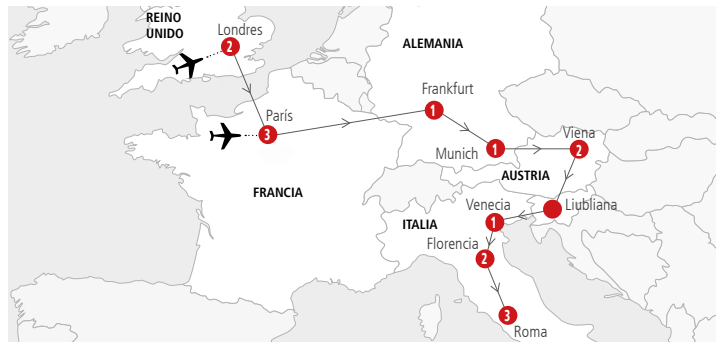 REINO
UNIDO
Londres
2
ALEMANIA
Frankfurt
1
París
3
Munich
1
Viena
2
AUSTRIA
FRANCIA
Liubliana
Venecia
1
ITALIA
Florencia
2
3
Roma